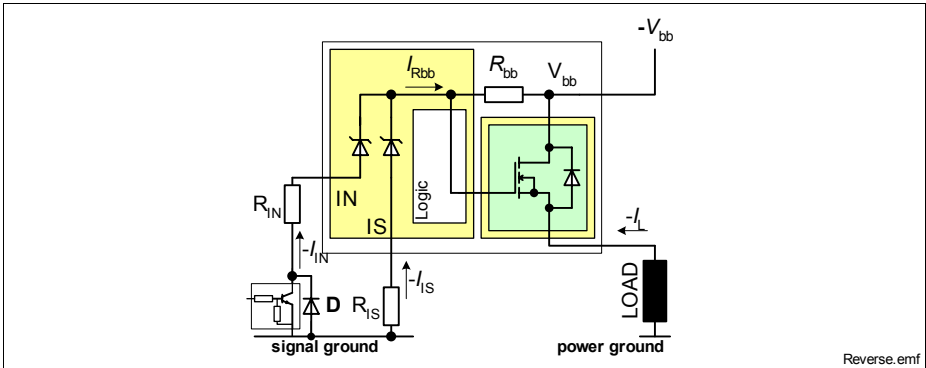 -Vbb
IRbb
Rbb
Vbb
Logic
IN
IS
RIN
-IIN
-IIS
-IL
D
RIS
LOAD
signal ground
power ground
Reverse.emf